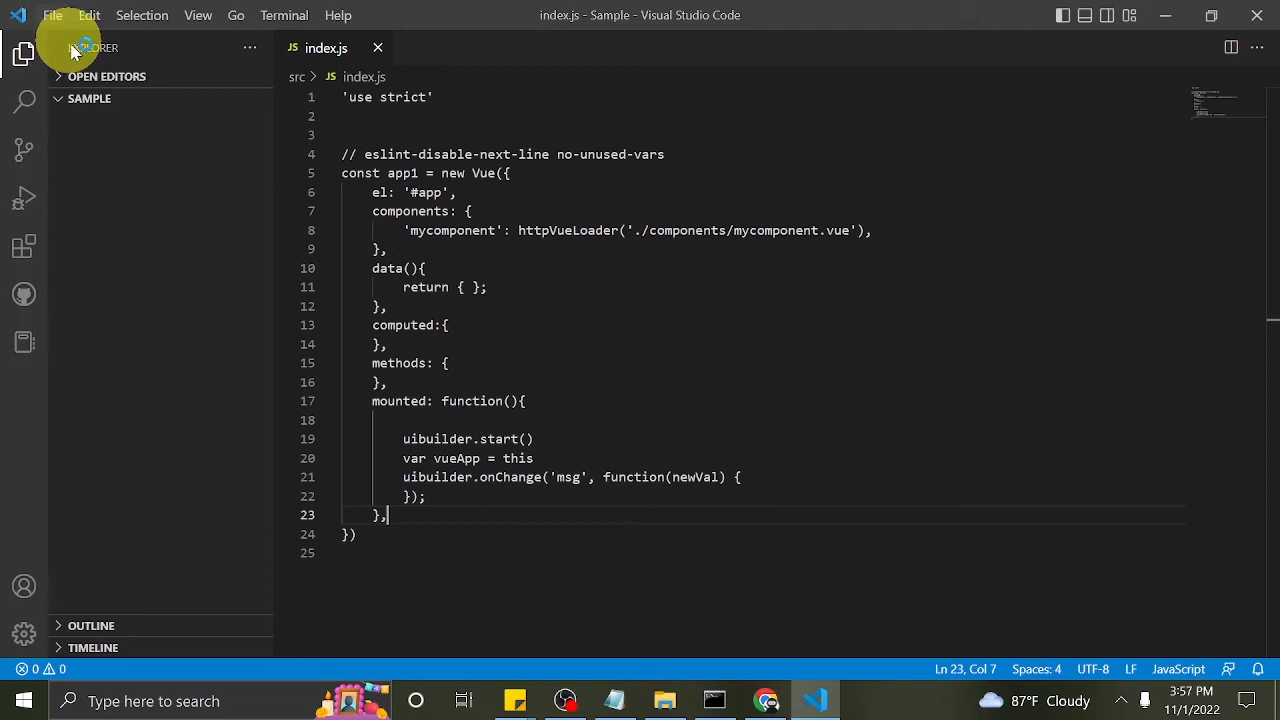 File Edit Selection View Go Terminal Help
index.js - Sample - Visual Studio Code
EXPLORER
OPEN EDITORS
SAMPLE
OUTLINE
TIMELINE
JS index.js
src > JS index.js
1 'use strict'
2
3
4 // eslint-disable-next-line no-unused-vars
5 const app1 = new Vue({
6 el: '#app',
7 components: {
8 'mycomponent': httpVueLoader('./components/mycomponent.vue'),
9 },
10 data(){
11 return { };
12 },
13 computed:{
14 },
15 methods: {
16 },
17 mounted: function(){
18
19 uibuilder.start()
20 var vueApp = this
21 uibuilder.onChange('msg', function(newVal) {
22 });
23 },
24 })
25
0 0
Ln 23, Col 7 Spaces: 4 UTF-8 LF JavaScript
Type here to search
87°F Cloudy
3:57 PM
11/1/2022